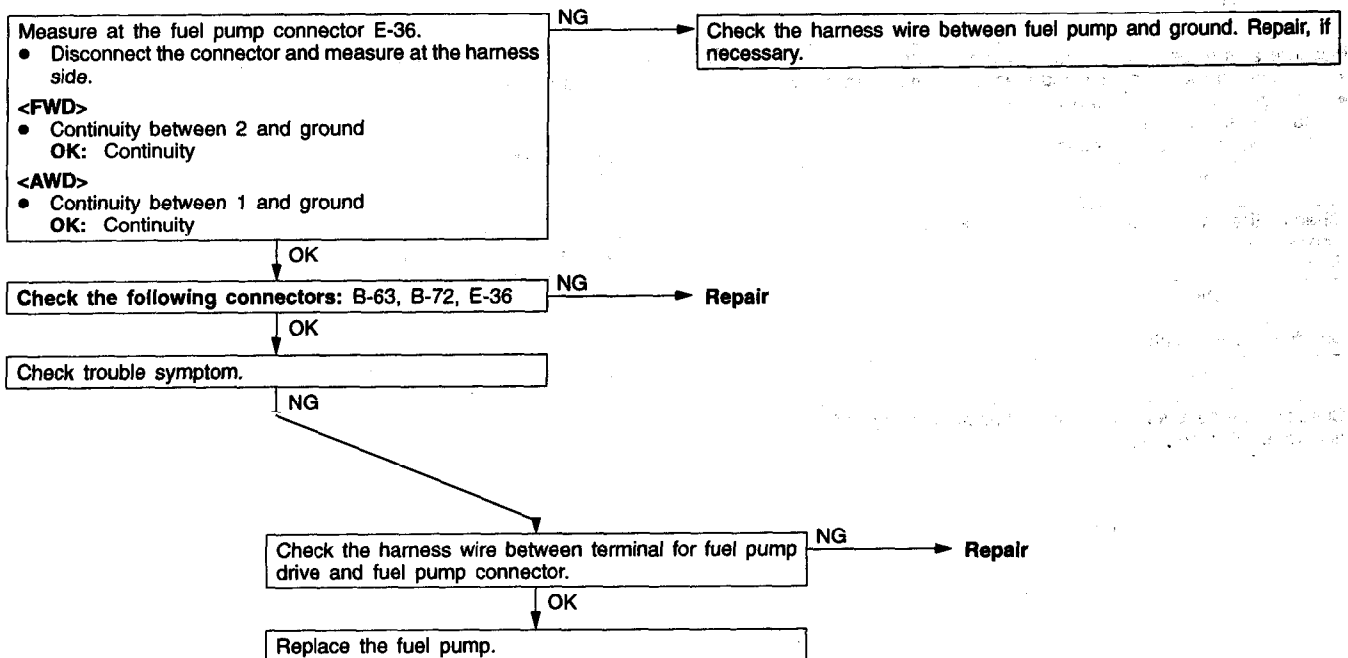 Measure at the fuel pump connector E-36.
● Disconnect the connector and measure at the harness
side.
<FWD>
● Continuity between 2 and ground
OK: Continuity
<AWD>
● Continuity between 1 and ground
OK: Continuity
NG
Check the harness wire between fuel pump and ground. Repair, if
necessary.
OK
Check the following connectors: B-63, B-72, E-36
NG
Repair
OK
Check trouble symptom.
NG
Check the harness wire between terminal for fuel pump
drive and fuel pump connector.
NG
Repair
OK
Replace the fuel pump.